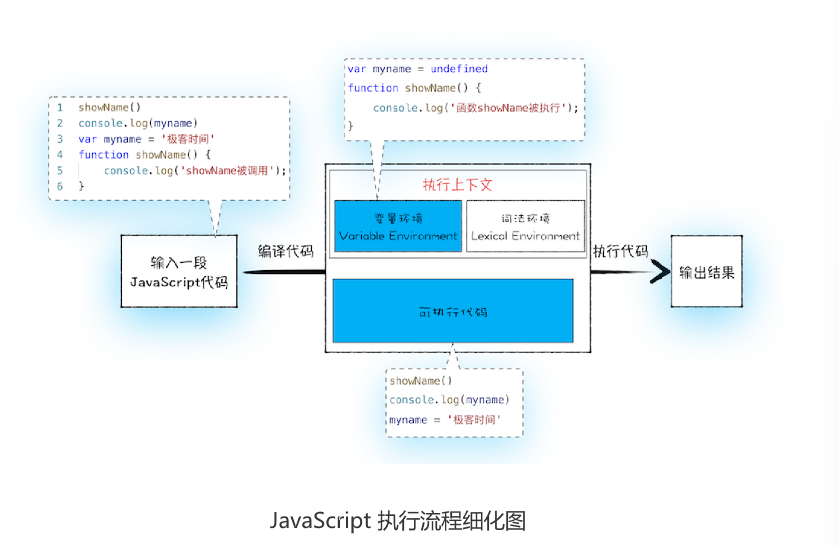 var myname = undefined
function showName() {
console.log('函数showName被执行');
}
1 showName()
2 console.log(myname)
3 var myname = '极客时间'
4 function showName() {
5 console.log('showName被调用');
6 }
执行上下文
变量环境
Variable Environment
词法环境
Lexical Environment
输入一段
JavaScript代码
编译代码
执行代码
输出结果
可执行代码
showName()
console.log(myname)
myname = '极客时间'
JavaScript 执行流程细化图